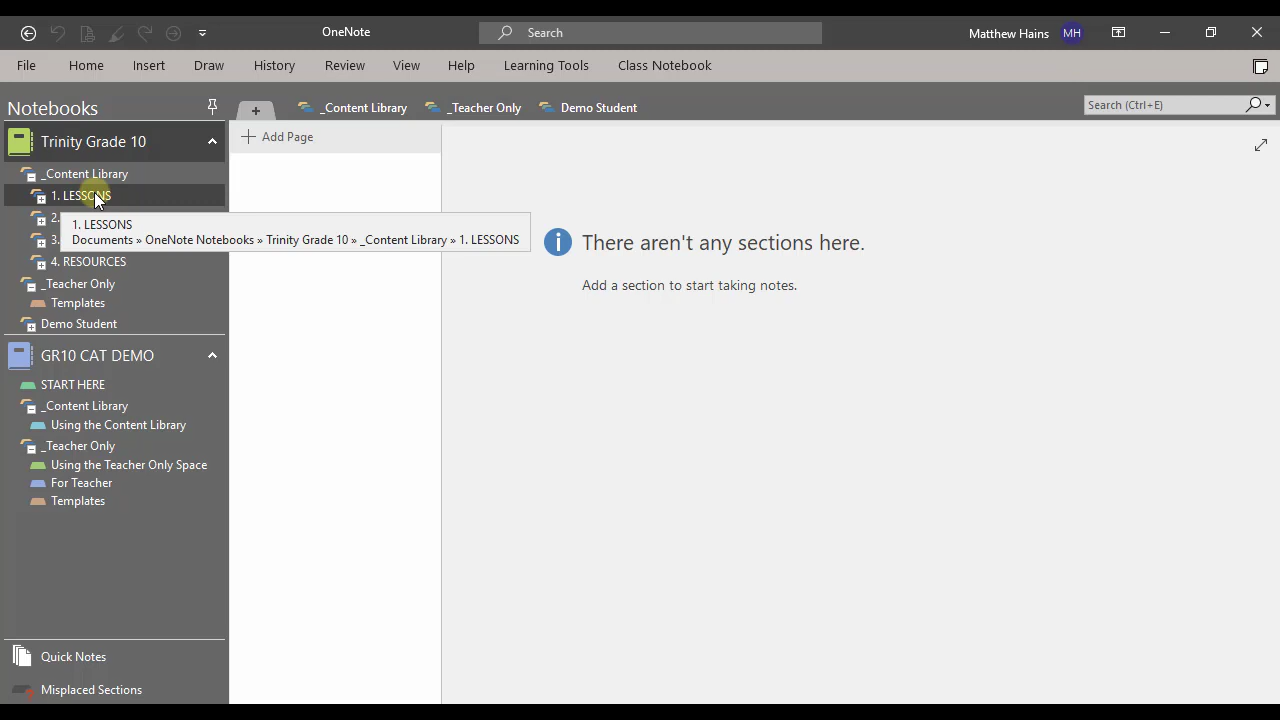 OneNote
Search
Matthew Hains MH
File Home Insert Draw History Review View Help Learning Tools Class Notebook
Notebooks
+ _Content Library _Teacher Only Demo Student
Search (Ctrl+E)
Trinity Grade 10
Add Page
_Content Library
1. LESSONS
2.
3.
1. LESSONS
Documents » OneNote Notebooks » Trinity Grade 10 » _Content Library » 1. LESSONS
4. RESOURCES
_Teacher Only
Templates
Demo Student
There aren't any sections here.
Add a section to start taking notes.
GR10 CAT DEMO
START HERE
_Content Library
Using the Content Library
_Teacher Only
Using the Teacher Only Space
For Teacher
Templates
Quick Notes
Misplaced Sections